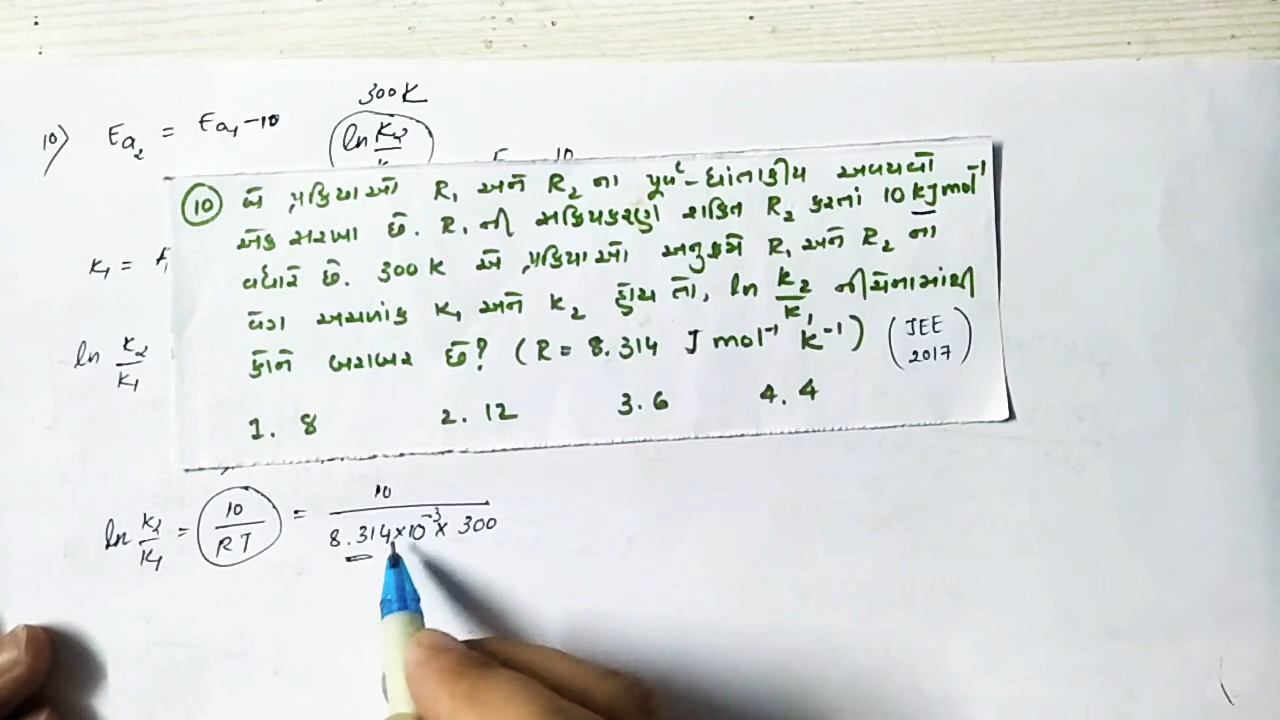 300K
10) Ea₂ = Ea₁ -10 ln K₂
10
K₁ =
ln K₂/K₁
⑩ બે પ્રક્રિયાઓ R₁ અને R₂ ના પૂર્વ-ઘાતાંકીય અવયવો
એક સરખા છે. R₁ ની સક્રિયકરણ શક્તિ R₂ કરતાં 10 kJ mol⁻¹
વધારે છે. 300 K એ પ્રક્રિયાઓ અનુક્રમે R₁ અને R₂ ના
વેગ અચળાંક K₁ અને K₂ હોય તો, ln K₂/K₁ નીચેનામાંથી
કોને બરાબર છે? (R = 8.314 J mol⁻¹ K⁻¹) (JEE 2017)
1. 8 2. 12 3. 6 4. 4
ln K₂/K₁ = 10/RT = 10/8.314×10⁻³× 300